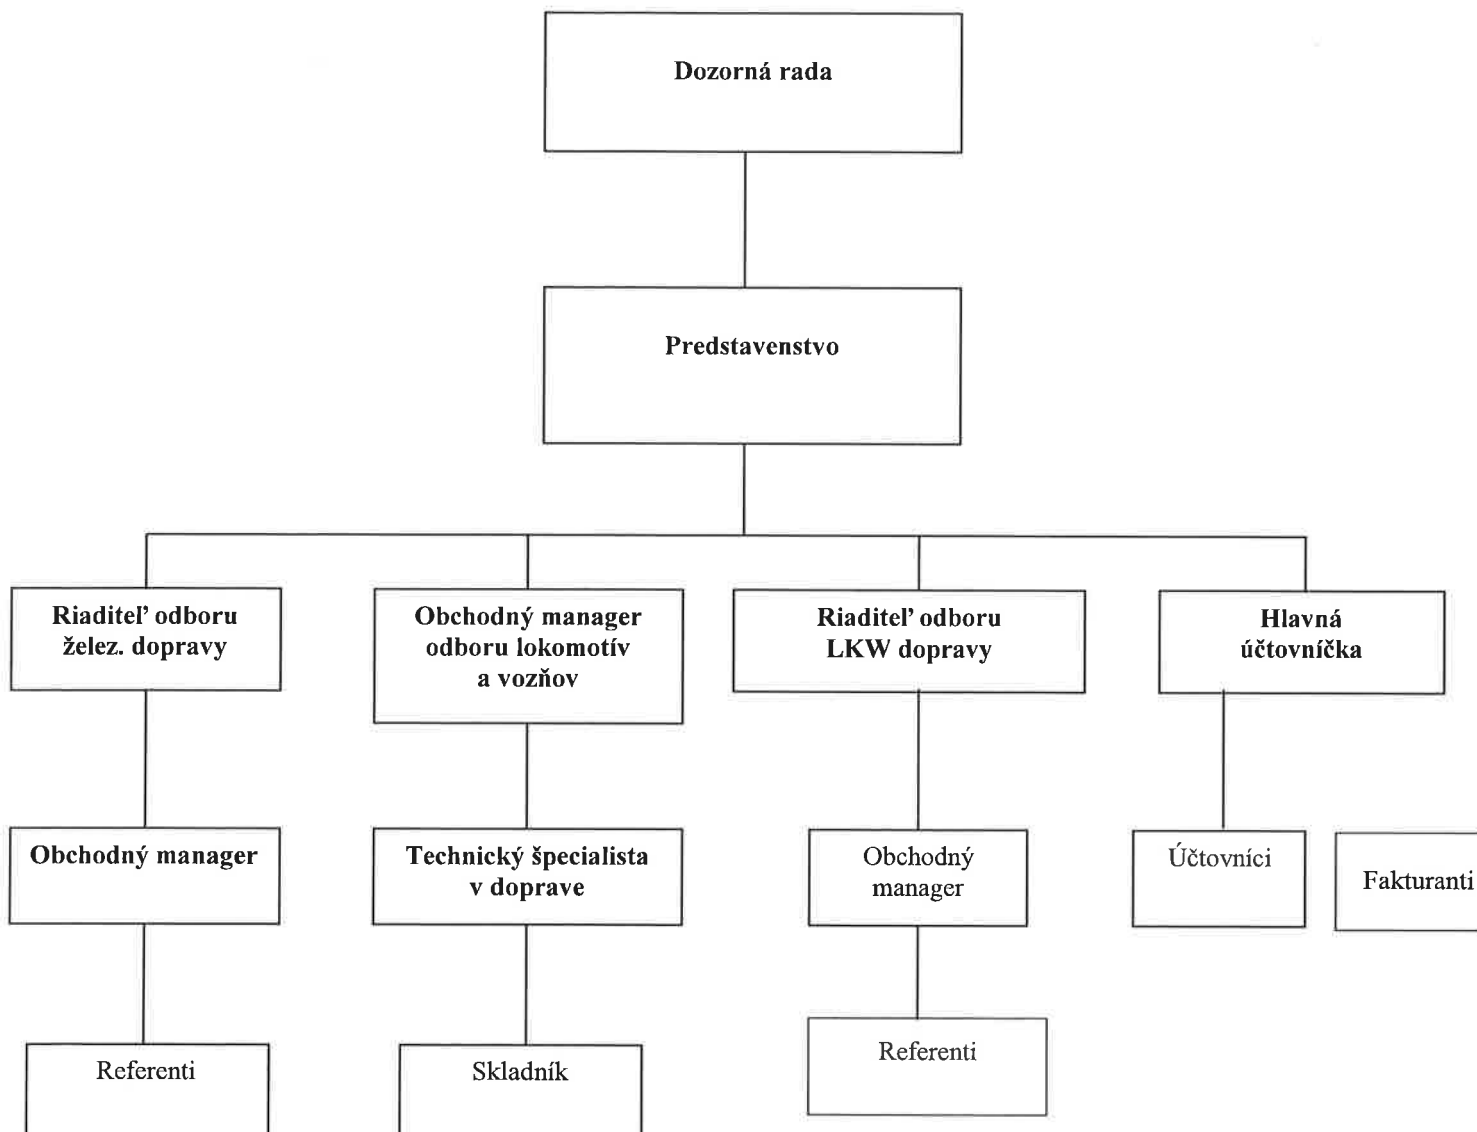 Dozorná rada
Predstavenstvo
Riaditeľ odboru
želez. dopravy
Obchodný manager
odboru lokomotív
a vozňov
Riaditeľ odboru
LKW dopravy
Hlavná
účtovníčka
Obchodný manager
Technický špecialista
v doprave
Obchodný
manager
Účtovníci
Fakturanti
Referenti
Skladník
Referenti